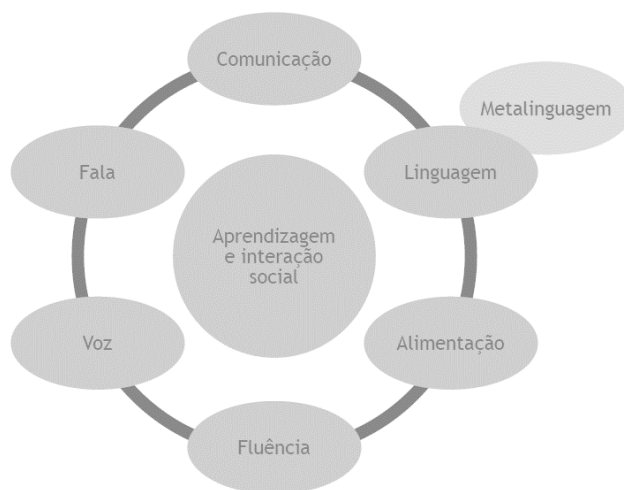 Comunicação
Metalinguagem
Fala
Linguagem
Aprendizagem
e interação
social
Voz
Alimentação
Fluência